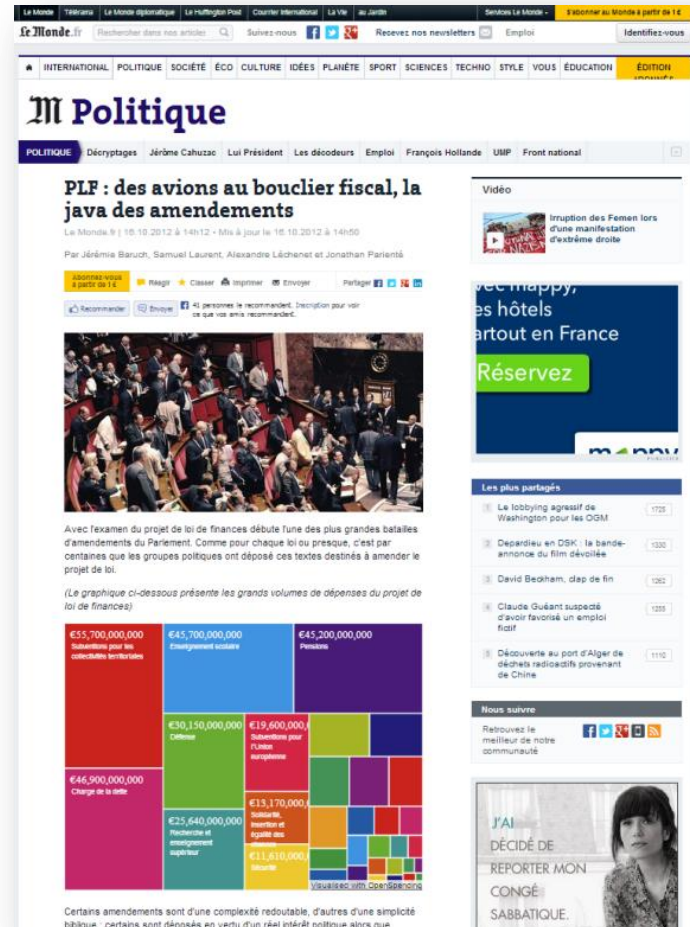 Le Monde Télérama Le Monde diplomatique Le Huffington Post Courrier International La Vie au Jardin Services Le Monde S'abonner au Monde à partir de 1 €
Le Monde.fr Rechercher dans nos articles Suivez-nous Recevez nos newsletters Emploi Identifiez-vous
INTERNATIONAL POLITIQUE SOCIÉTÉ ÉCO CULTURE IDÉES PLANÈTE SPORT SCIENCES TECHNO STYLE VOUS ÉDUCATION ÉDITION
ABONNÉS
M Politique
POLITIQUE Décryptages Jérôme Cahuzac Lui Président Les décodeurs Emploi François Hollande UMP Front national
PLF : des avions au bouclier fiscal, la
java des amendements
Le Monde.fr | 16.10.2012 à 14h12 • Mis à jour le 16.10.2012 à 14h50
Par Jérémie Baruch, Samuel Laurent, Alexandre Léchenet et Jonathan Parienté
Abonnez-vous
à partir de 1 €
Réagir Classer Imprimer Envoyer Partager
Recommander Envoyer 41 personnes le recommandent. Inscription pour voir
ce que vos amis recommandent.
Avec l'examen du projet de loi de finances débute l'une des plus grandes batailles
d'amendements du Parlement. Comme pour chaque loi ou presque, c'est par
centaines que les groupes politiques ont déposé ces textes destinés à amender le
projet de loi.
(Le graphique ci-dessous présente les grands volumes de dépenses du projet de
loi de finances)
€55,700,000,000
Subventions pour les
collectivités territoriales
€45,700,000,000
Enseignement scolaire
€45,200,000,000
Pensions
€46,900,000,000
Charge de la dette
€30,150,000,000
Défense
€19,600,000,
Subventions pour
l'Union
européenne
€25,640,000,000
Recherche et
enseignement
supérieur
€13,170,000,
Solidarité,
insertion et
égalité des
chances
€11,610,000,
Sécurité
Visualised with OpenSpending
Certains amendements sont d'une complexité redoutable, d'autres d'une simplicité
biblique ; certains sont déposés en vertu d'un réel intérêt politique alors que
Vidéo
Irruption des Femen lors
d'une manifestation
d'extrême droite
avec mappy,
es hôtels
artout en France
Réservez
mappy
Les plus partagés
1 Le lobbying agressif de
Washington pour les OGM
1725
2 Depardieu en DSK : la bande-
annonce du film dévoilée
1330
3 David Beckham, clap de fin 1262
4 Claude Guéant suspecté
d'avoir favorisé un emploi
fictif
1255
5 Découverte au port d'Alger de
déchets radioactifs provenant
de Chine
1110
Nous suivre
Retrouvez le
meilleur de notre
communauté
J'AI
DÉCIDÉ DE
REPORTER MON
CONGÉ
SABBATIQUE.